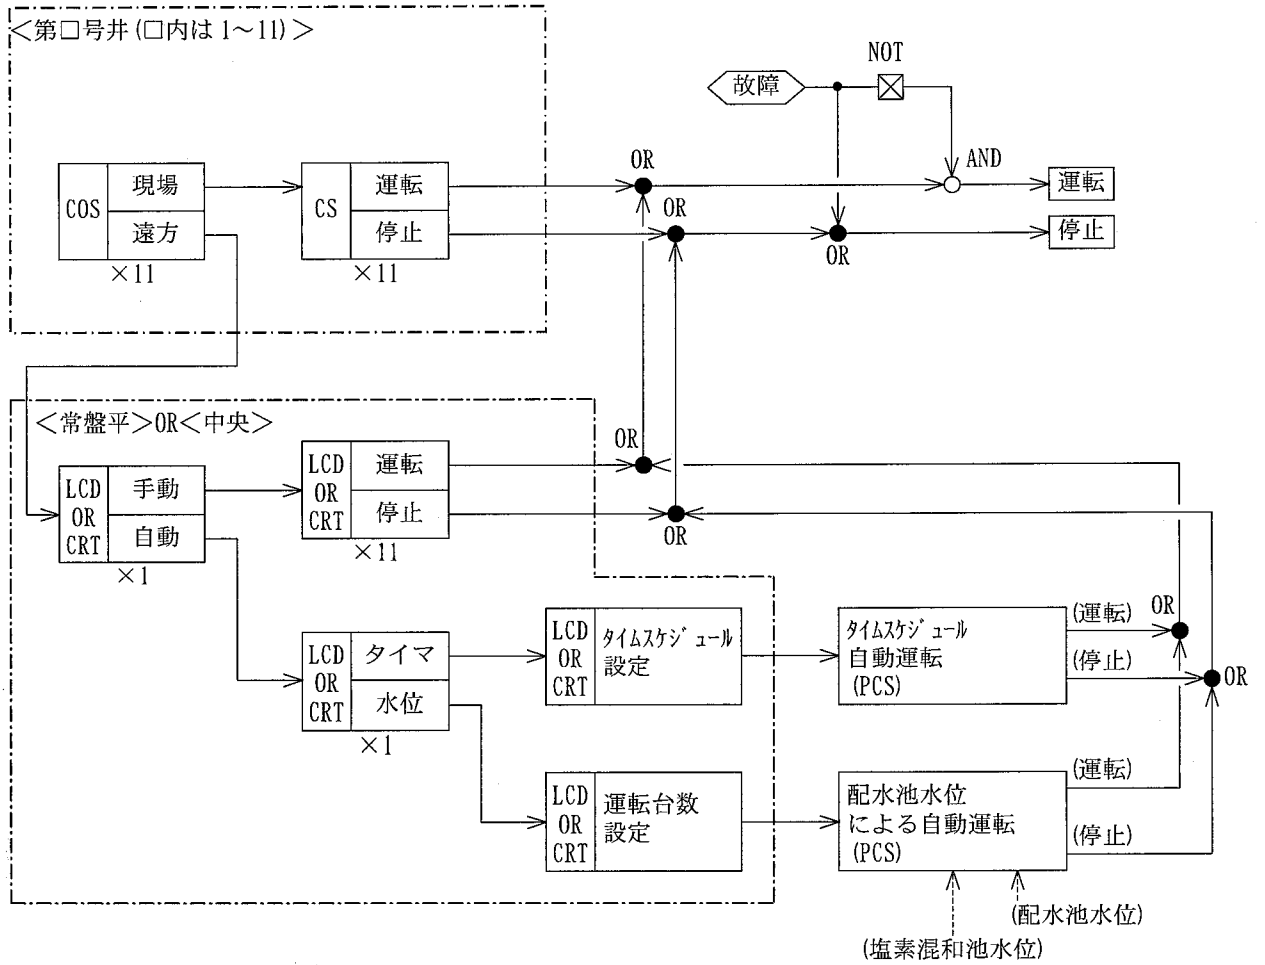 ＜第□号井(□内は1～11)＞
NOT
故障
OR
AND
COS
現場
遠方
×11
CS
運転
停止
×11
OR
運転
停止
OR
＜常盤平＞OR＜中央＞
LCD
OR
CRT
手動
自動
×1
LCD
OR
CRT
運転
停止
×11
OR
OR
LCD
OR
CRT
タイマ
水位
×1
LCD
OR
CRT
ﾀｲﾑｽｹｼﾞｭｰﾙ
設定
ﾀｲﾑｽｹｼﾞｭｰﾙ
自動運転
(PCS)
(運転)
(停止)
OR
OR
LCD
OR
CRT
運転台数
設定
配水池水位
による自動運転
(PCS)
(運転)
(停止)
(配水池水位)
(塩素混和池水位)